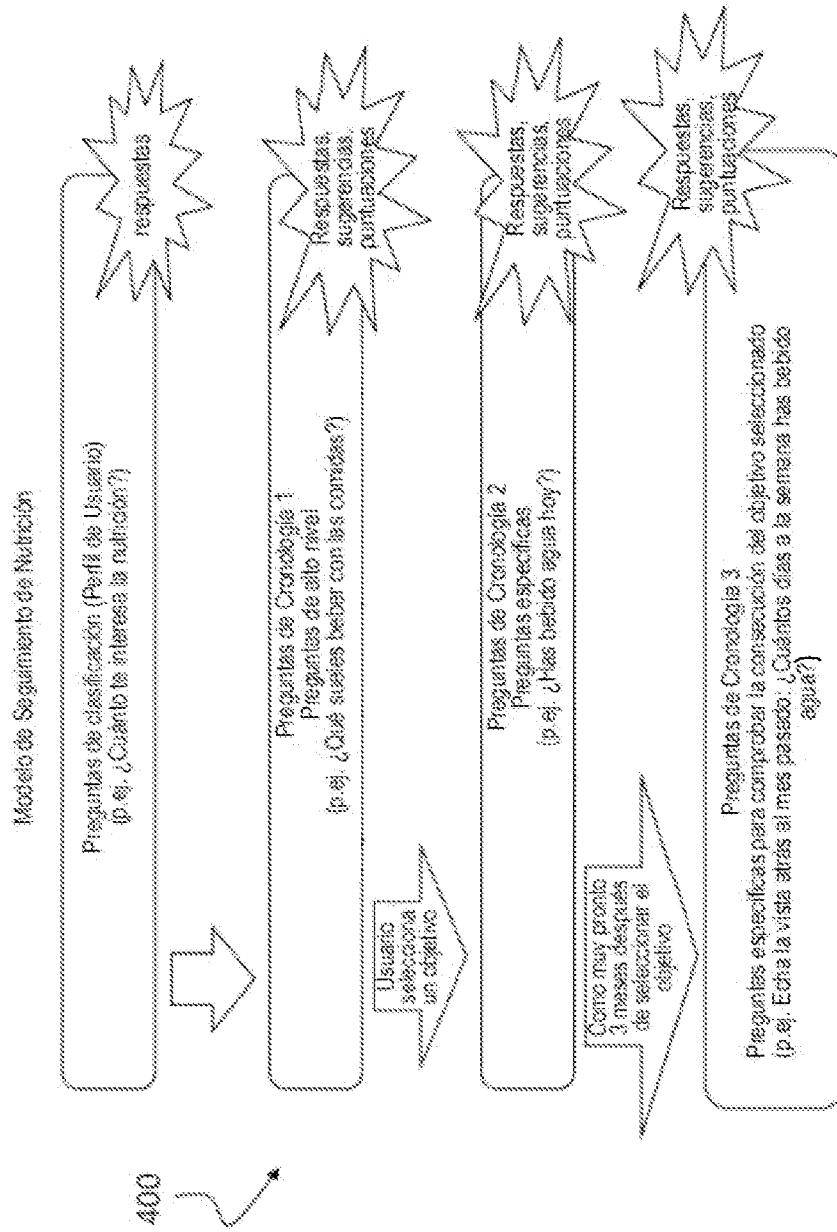 Modelo de Seguimiento de Nutrición
Preguntas de clasificación (Perfil de Usuario)
(p.ej. ¿Cuánto te interesa la nutrición?)
respuestas
Preguntas de Cronología 1
Preguntas de alto nivel
(p.ej. ¿Qué sueles beber con las comidas?)
Respuestas,
sugerencias,
puntuaciones
Usuario
selecciona
un objetivo
Preguntas de Cronología 2
Preguntas específicas
(p.ej. ¿Has bebido agua hoy?)
Respuestas,
sugerencias,
puntuaciones
Como muy pronto
3 meses después
de seleccionar el
objetivo
Preguntas de Cronología 3
Preguntas específicas para comprobar la consecución del objetivo seleccionado
(p.ej. Echa la vista atrás al mes pasado: ¿Cuántos días a la semana has bebido
agua?)
Respuestas,
sugerencias,
puntuaciones
400